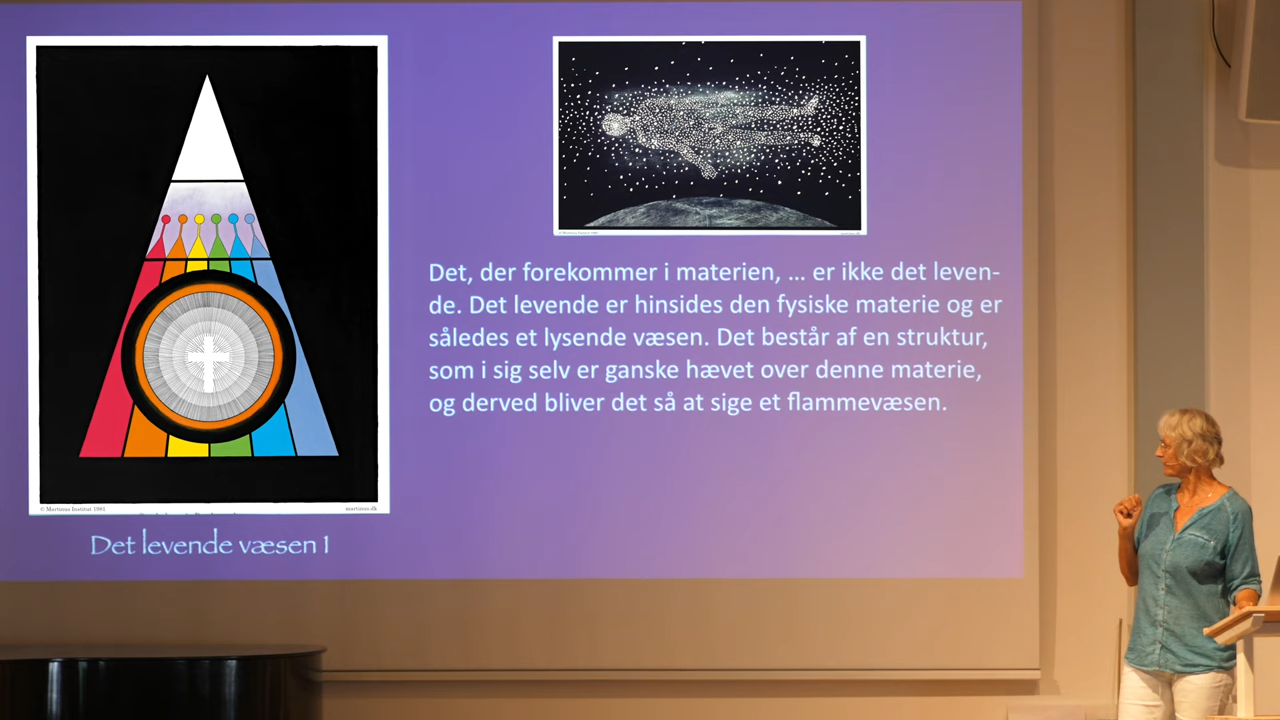 Det, der forekommer i materien, ... er ikke det leven-
de. Det levende er hinsides den fysiske materie og er
således et lysende væsen. Det består af en struktur,
som i sig selv er ganske hævet over denne materie,
og derved bliver det så at sige et flammevæsen.
© Martinus Institut 1981
martinus.dk
Det levende væsen 1